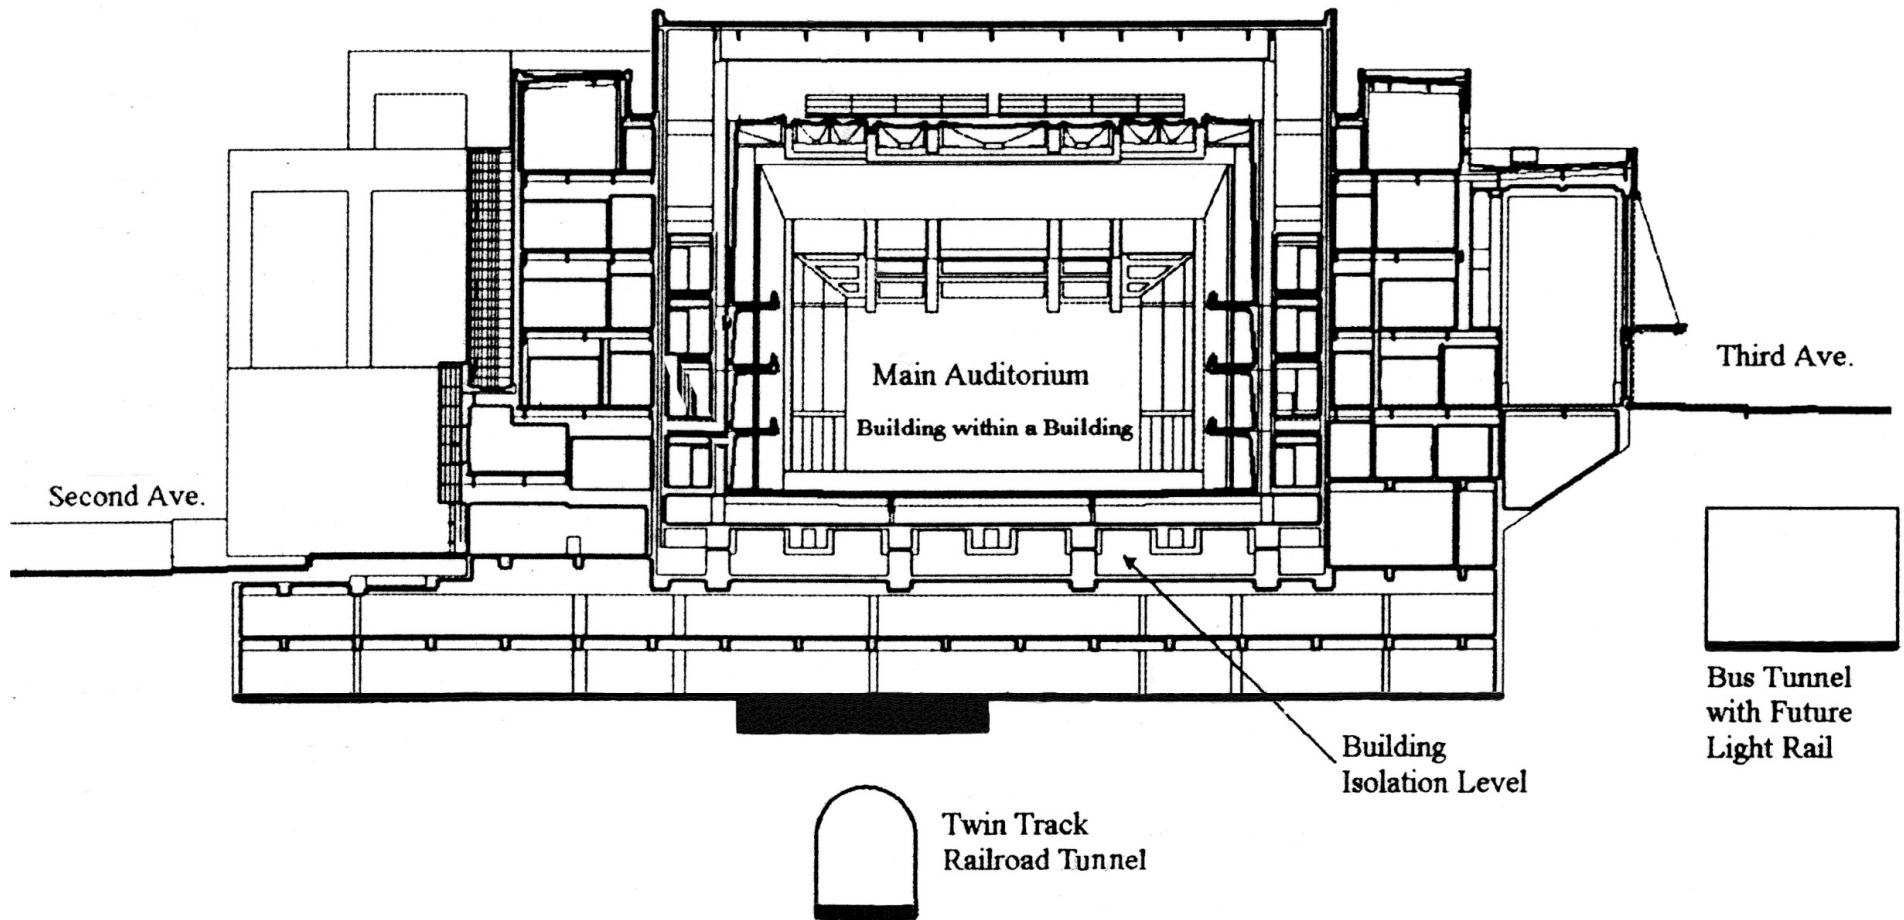 Main Auditorium
Building within a Building
Third Ave.
Second Ave.
Bus Tunnel
with Future
Light Rail
Building
Isolation Level
Twin Track
Railroad Tunnel